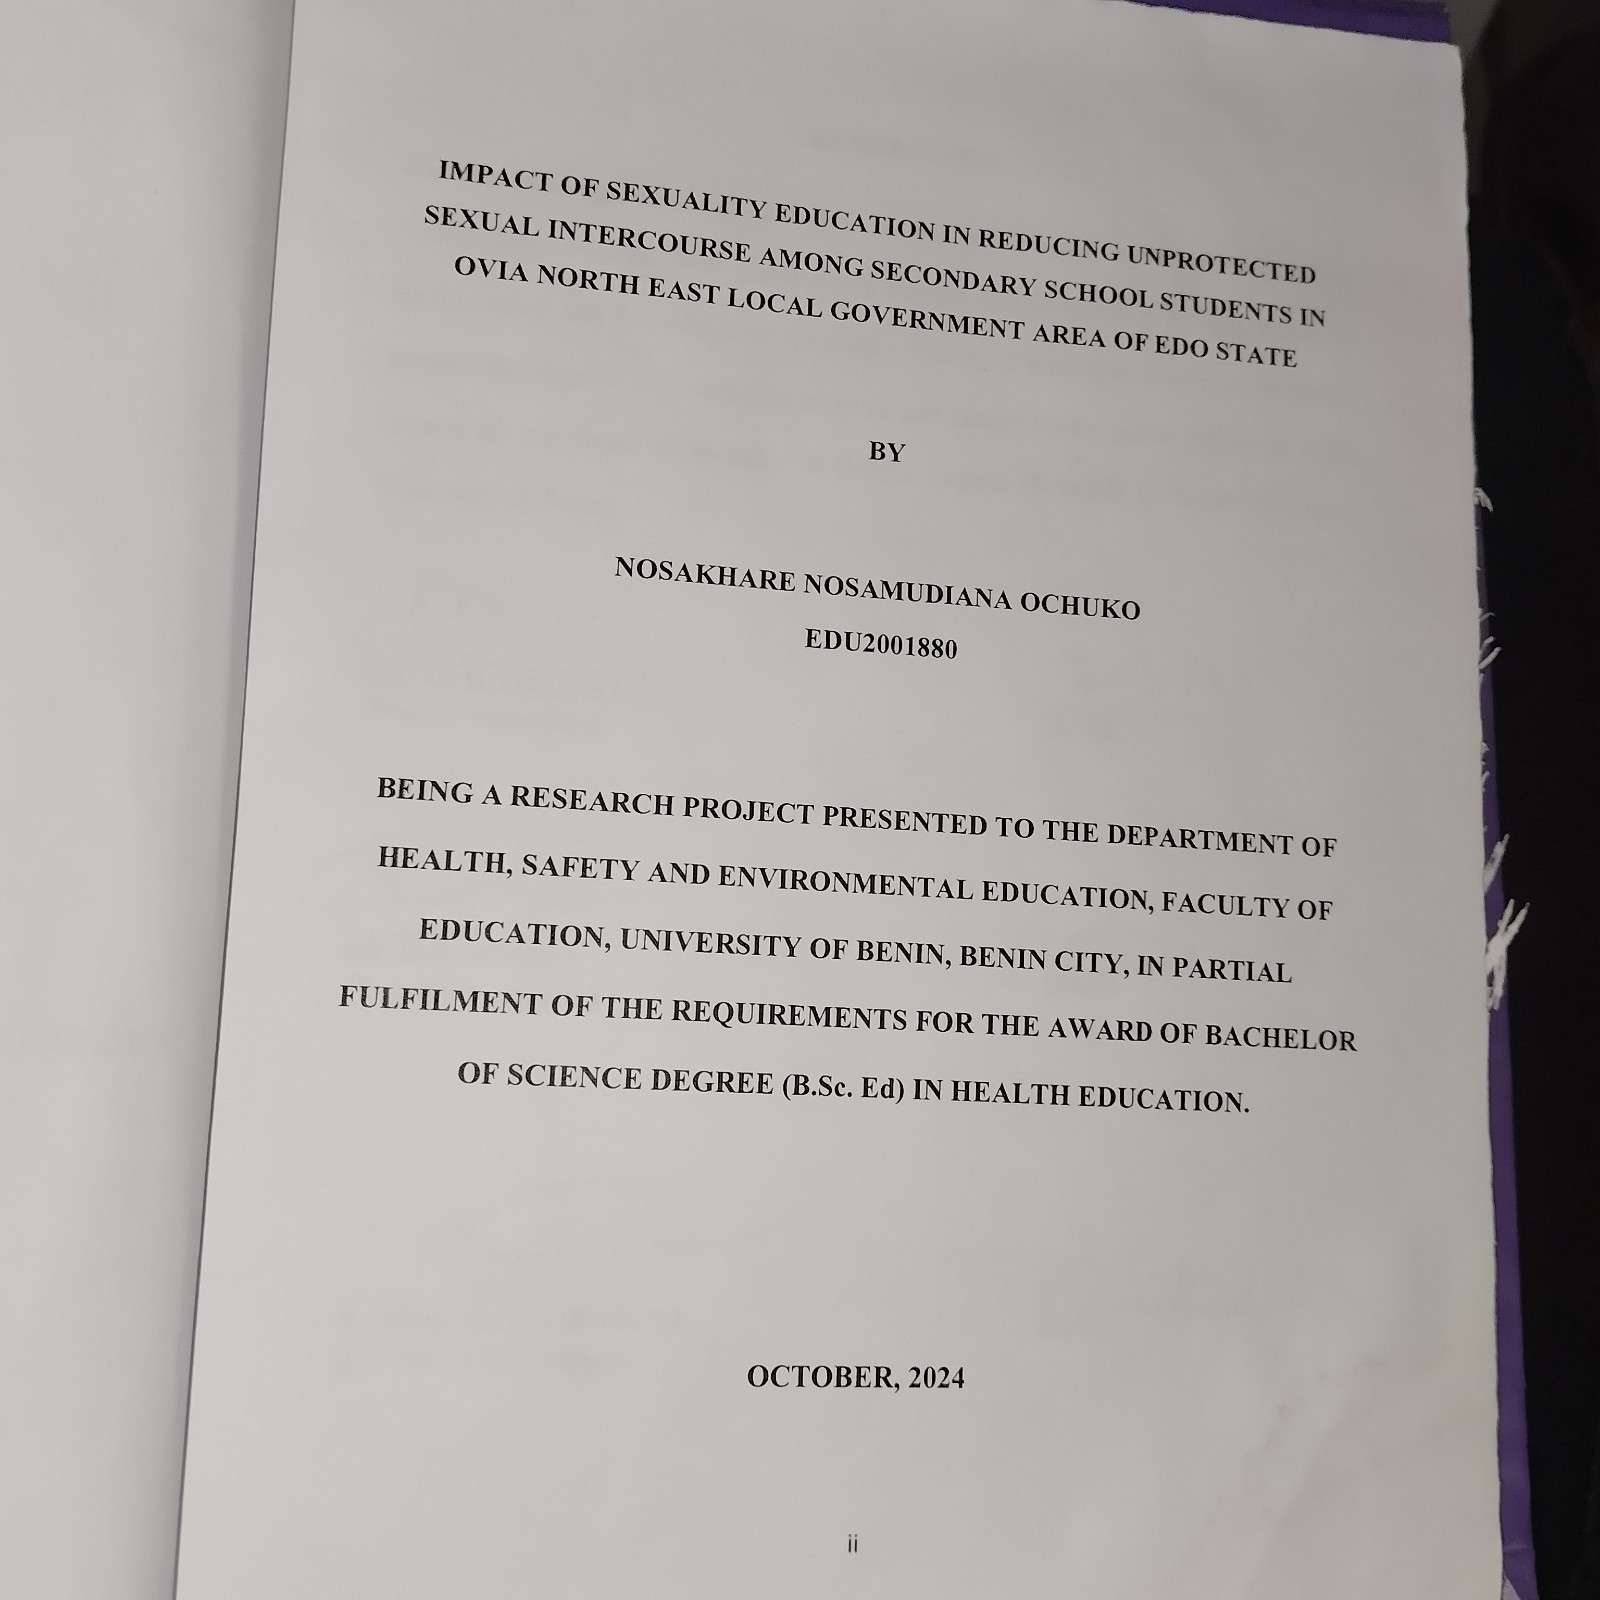 IMPACT OF SEXUALITY EDUCATION IN REDUCING UNPROTECTED
SEXUAL INTERCOURSE AMONG SECONDARY SCHOOL STUDENTS IN
OVIA NORTH EAST LOCAL GOVERNMENT AREA OF EDO STATE
BY
NOSAKHARE NOSAMUDIANA OCHUKO
EDU2001880
BEING A RESEARCH PROJECT PRESENTED TO THE DEPARTMENT OF
HEALTH, SAFETY AND ENVIRONMENTAL EDUCATION, FACULTY OF
EDUCATION, UNIVERSITY OF BENIN, BENIN CITY, IN PARTIAL
FULFILMENT OF THE REQUIREMENTS FOR THE AWARD OF BACHELOR
OF SCIENCE DEGREE (B.Sc. Ed) IN HEALTH EDUCATION.
OCTOBER, 2024
ii